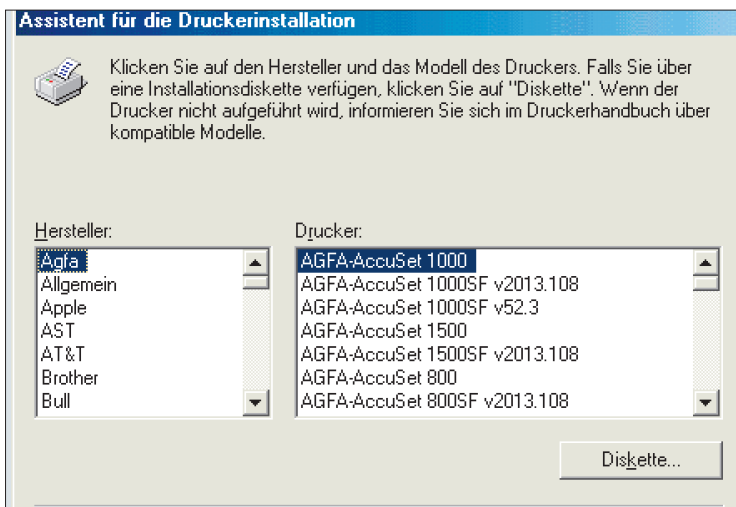 Assistent für die Druckerinstallation
Klicken Sie auf den Hersteller und das Modell des Druckers. Falls Sie über
eine Installationsdiskette verfügen, klicken Sie auf "Diskette". Wenn der
Drucker nicht aufgeführt wird, informieren Sie sich im Druckerhandbuch über
kompatible Modelle.
Hersteller:
Agfa
Allgemein
Apple
AST
AT&T
Brother
Bull
Drucker:
AGFA-AccuSet 1000
AGFA-AccuSet 1000SF v2013.108
AGFA-AccuSet 1000SF v52.3
AGFA-AccuSet 1500
AGFA-AccuSet 1500SF v2013.108
AGFA-AccuSet 800
AGFA-AccuSet 800SF v2013.108
Diskette...